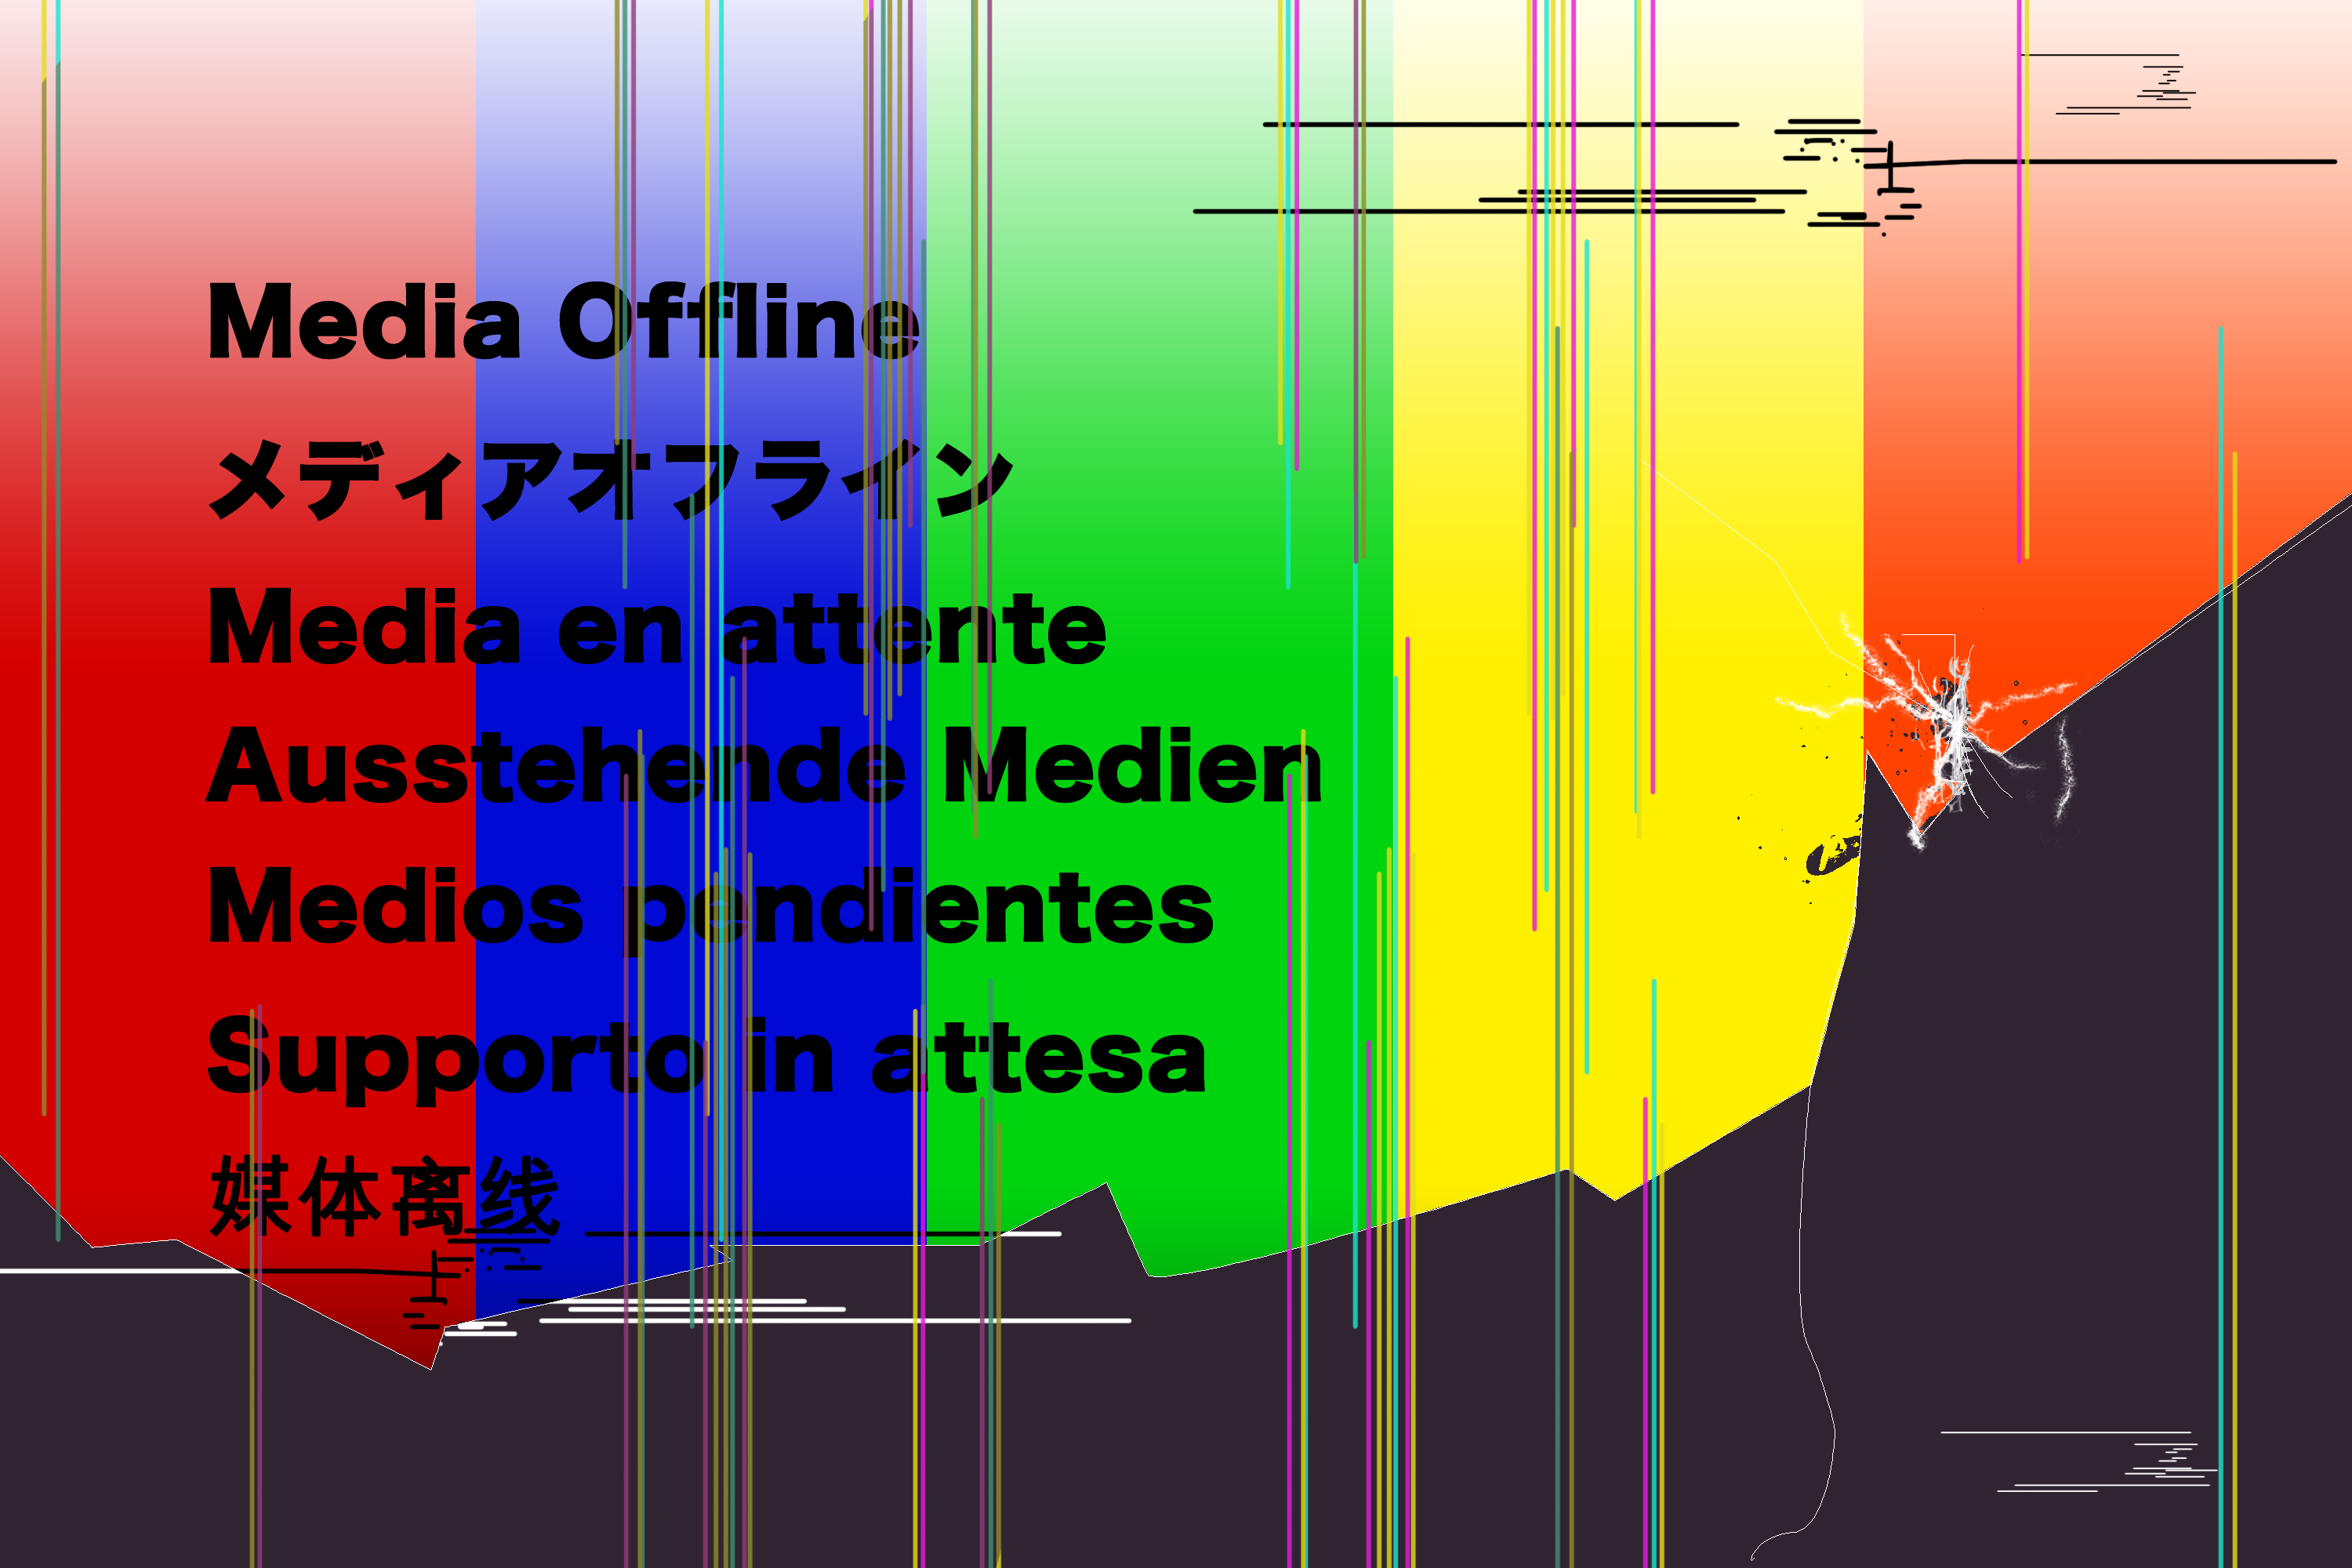 Media Offline
メディアオフライン
Media en attente
Ausstehende Medien
Medios pendientes
Supporto in attesa
媒体离线